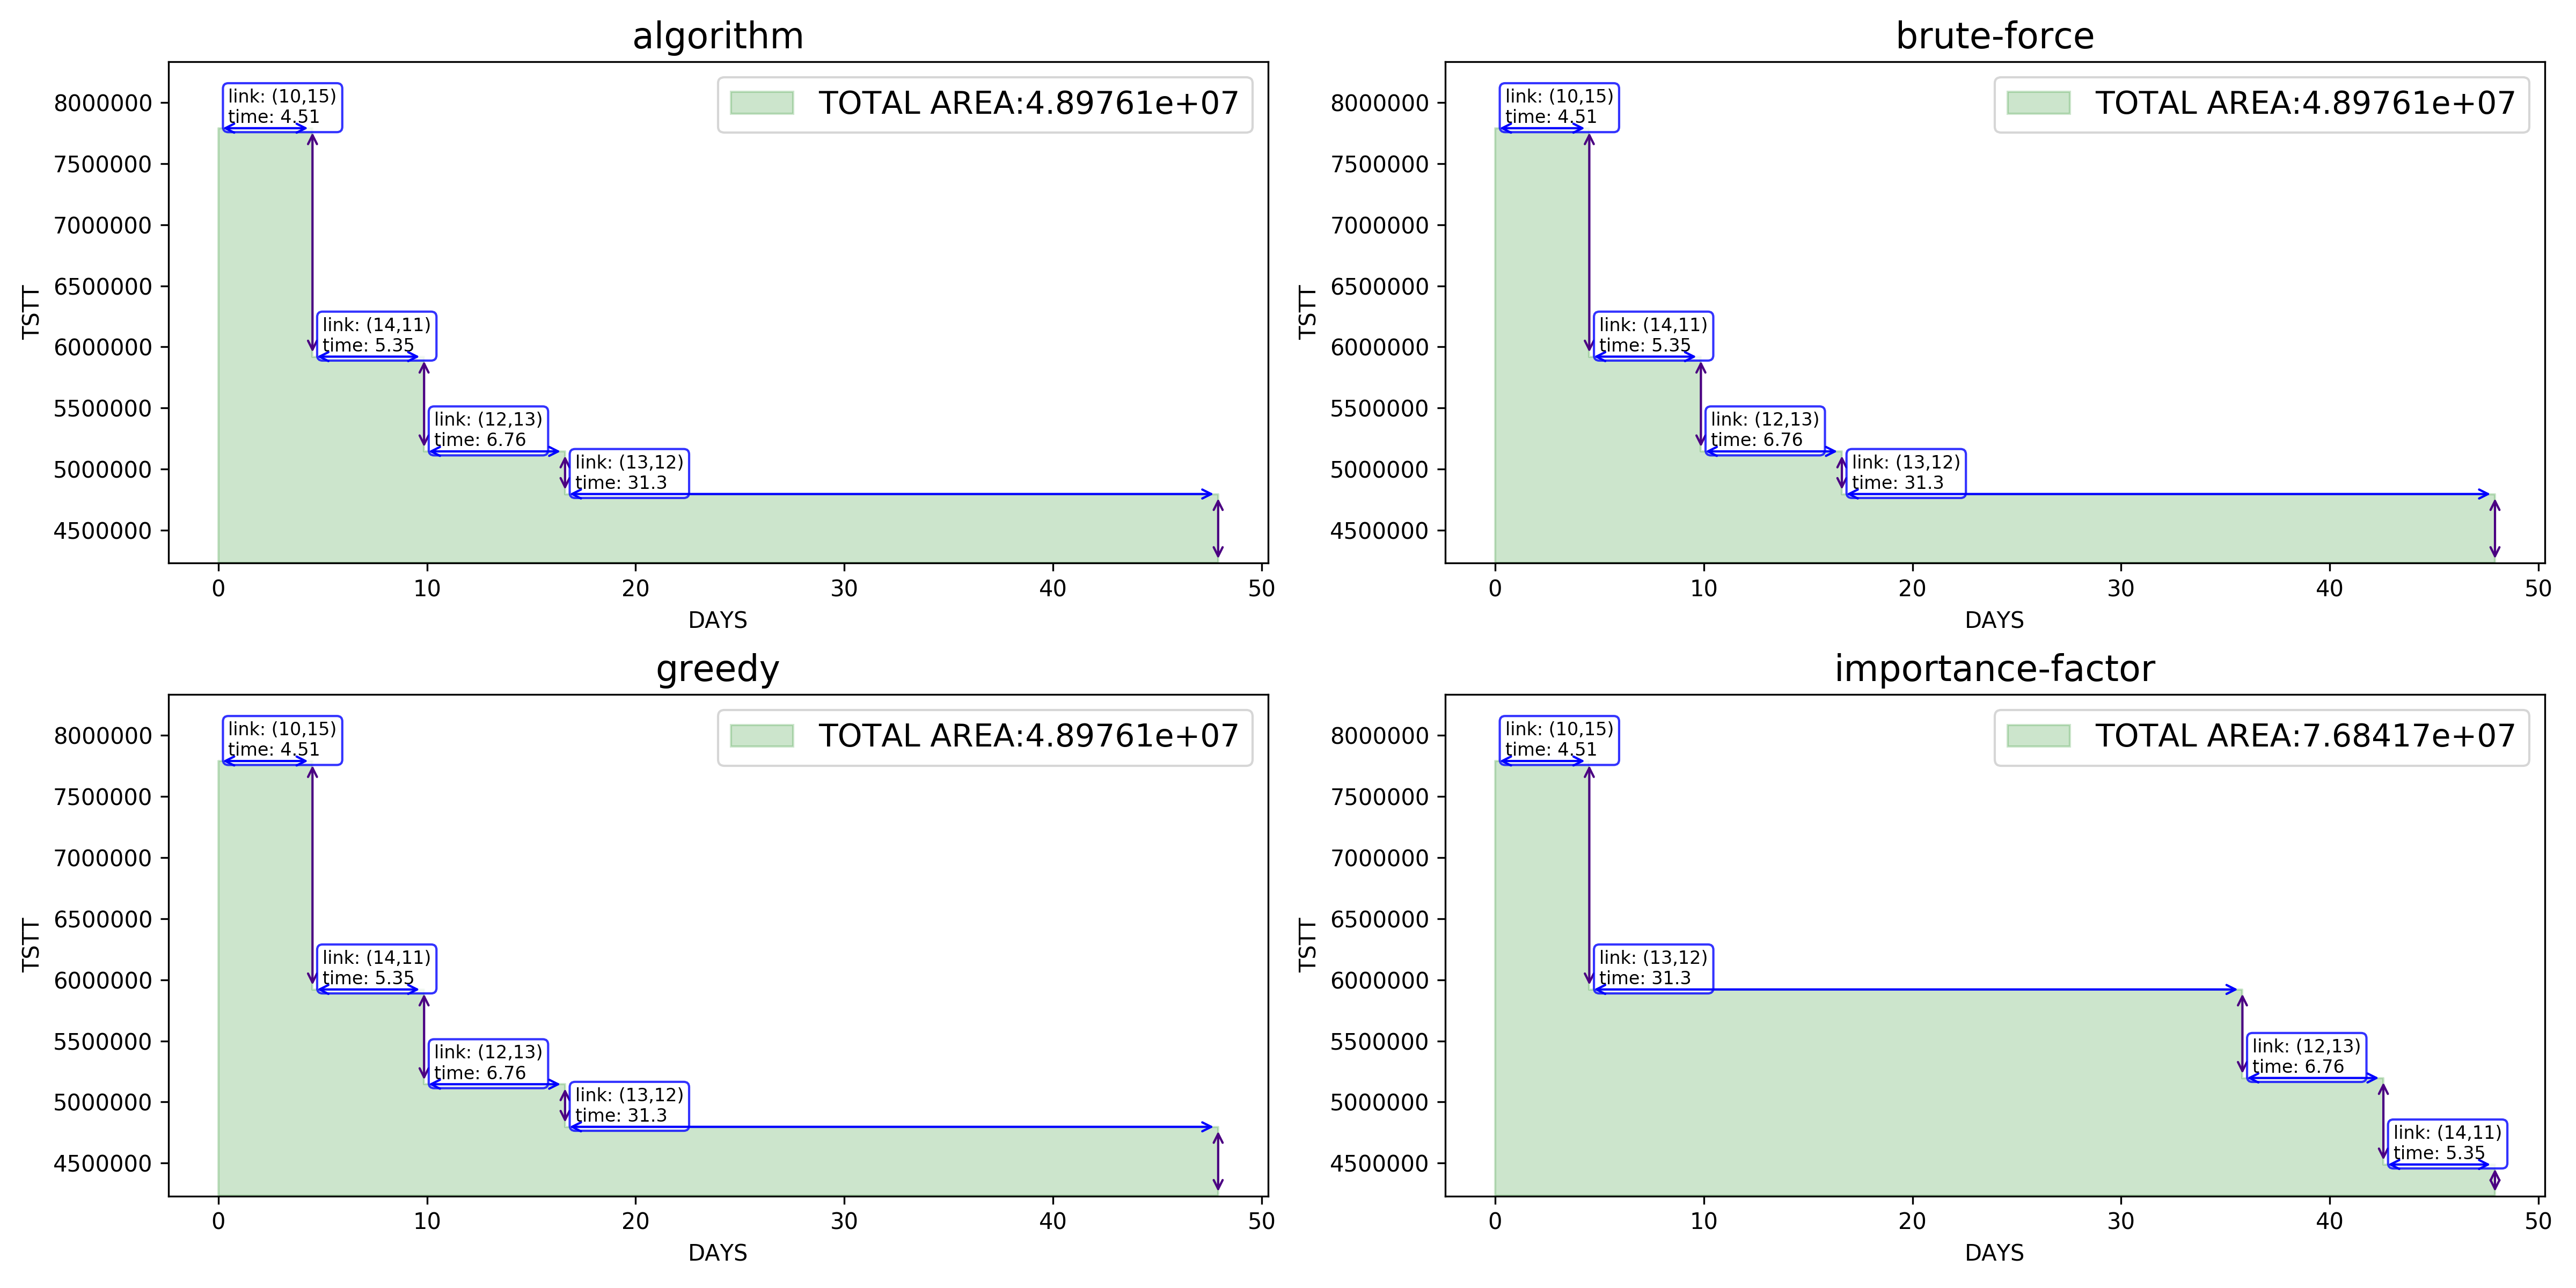 algorithm
TOTAL AREA:4.89761e+07
link: (10,15)
time: 4.51
link: (14,11)
time: 5.35
link: (12,13)
time: 6.76
link: (13,12)
time: 31.3
8000000
7500000
7000000
6500000
6000000
5500000
5000000
4500000
TSTT
0 10 20 30 40 50
DAYS
brute-force
TOTAL AREA:4.89761e+07
link: (10,15)
time: 4.51
link: (14,11)
time: 5.35
link: (12,13)
time: 6.76
link: (13,12)
time: 31.3
8000000
7500000
7000000
6500000
6000000
5500000
5000000
4500000
TSTT
0 10 20 30 40 50
DAYS
greedy
TOTAL AREA:4.89761e+07
link: (10,15)
time: 4.51
link: (14,11)
time: 5.35
link: (12,13)
time: 6.76
link: (13,12)
time: 31.3
8000000
7500000
7000000
6500000
6000000
5500000
5000000
4500000
TSTT
0 10 20 30 40 50
DAYS
importance-factor
TOTAL AREA:7.68417e+07
link: (10,15)
time: 4.51
link: (13,12)
time: 31.3
link: (12,13)
time: 6.76
link: (14,11)
time: 5.35
8000000
7500000
7000000
6500000
6000000
5500000
5000000
4500000
TSTT
0 10 20 30 40 50
DAYS